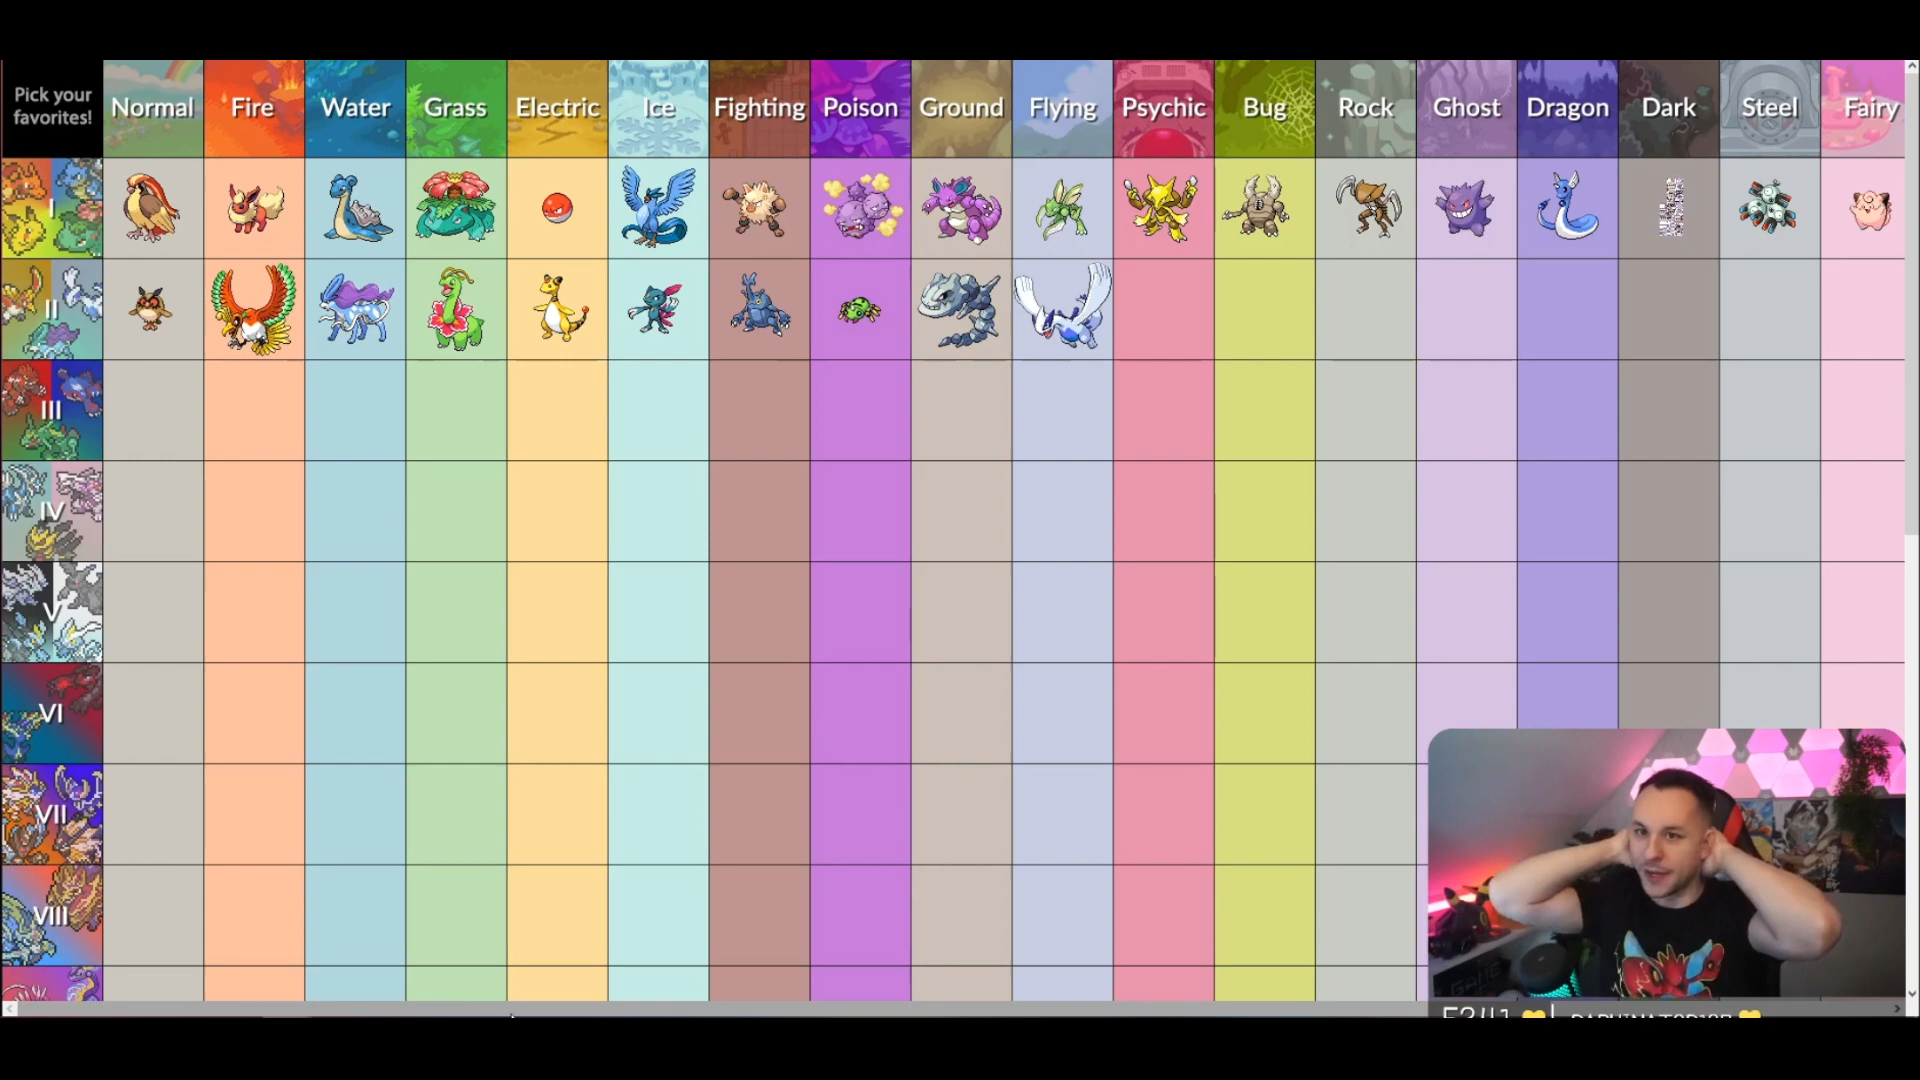 Pick your
favorites!
Normal
Fire
Water
Grass
Electric
Ice
Fighting
Poison
Ground
Flying
Psychic
Bug
Rock
Ghost
Dragon
Dark
Steel
Fairy
I
II
III
IV
V
VI
VII
VIII
GAME